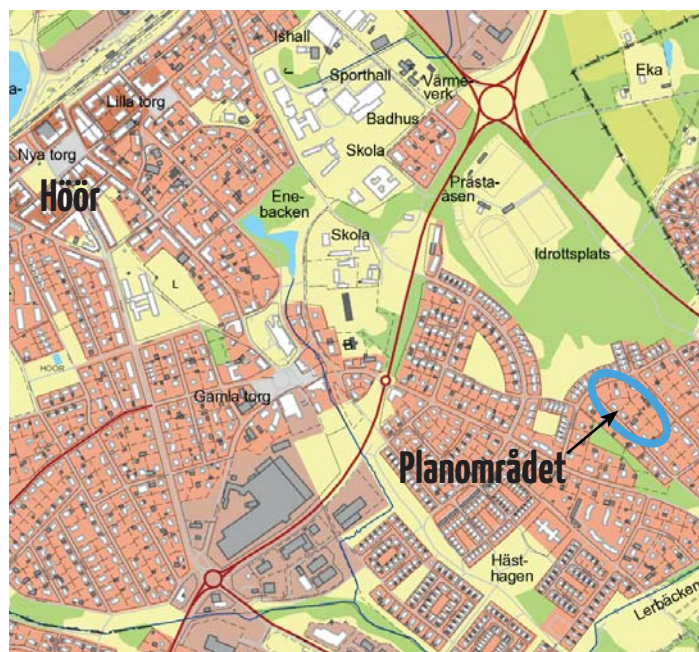 Ishall
Sporthall
Värme-
verk
Eka
a-
Lilla torg
Badhus
Nya torg
Skola
Höör
Prästa-
åsen
Ene-
backen
Skola
Idrottsplats
L
B
HÖÖR
Gamla torg
Planområdet
Häst-
hagen
Lerbäcken